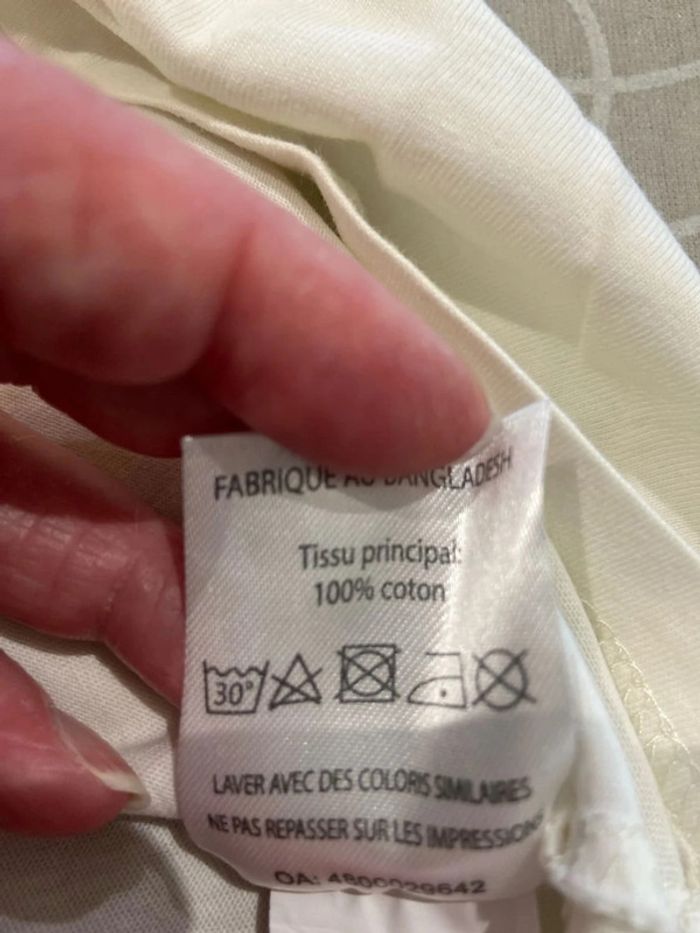 FABRIQUE AU BANGLADESH
Tissu principal:
100% coton
30°
LAVER AVEC DES COLORIS SIMILAIRES
NE PAS REPASSER SUR LES IMPRESSIONS
OA: 4800029642